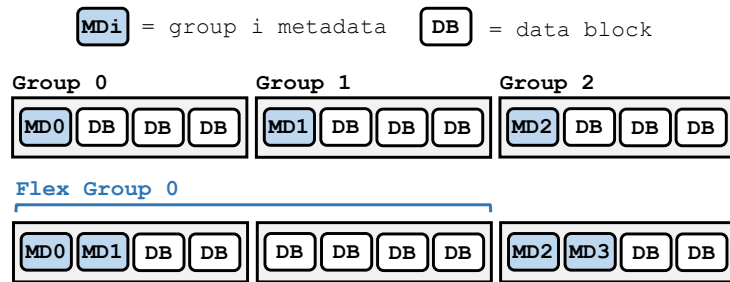 MDi = group i metadata DB = data block
Group 0 Group 1 Group 2
MD0 DB DB DB MD1 DB DB DB MD2 DB DB DB
Flex Group 0
MD0 MD1 DB DB DB DB DB DB MD2 MD3 DB DB